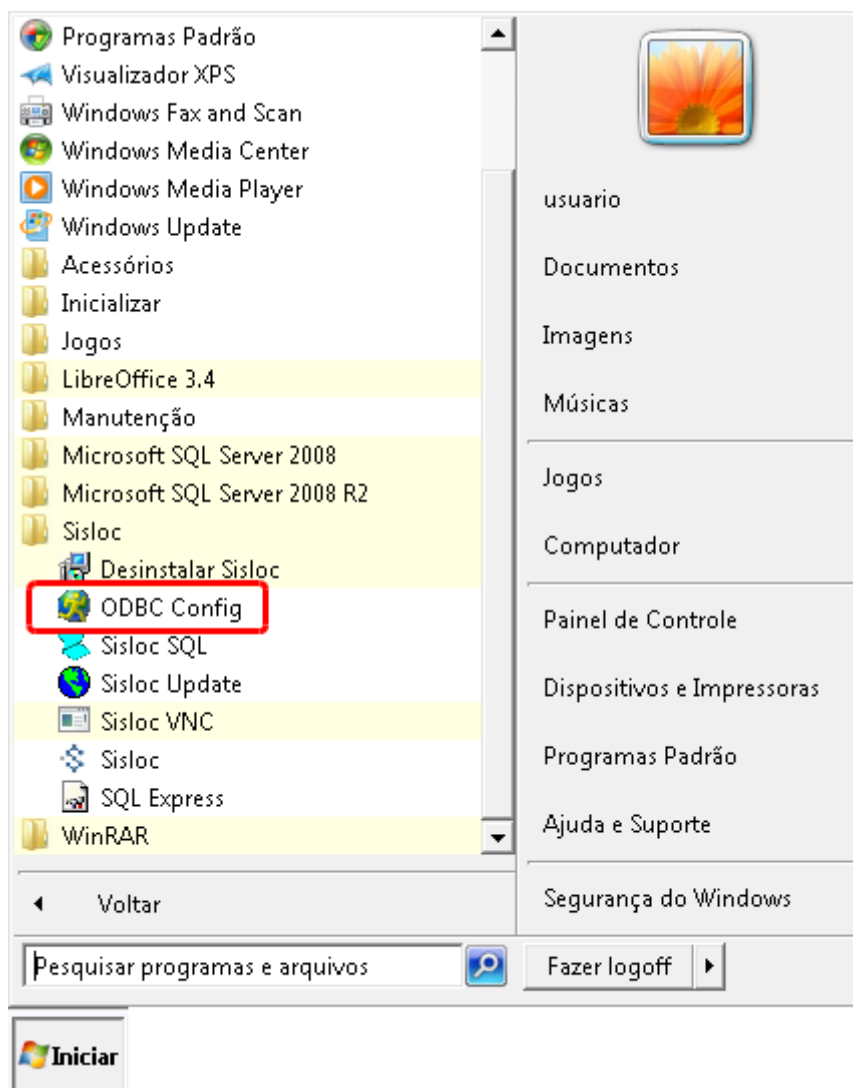 Programas Padrão
Visualizador XPS
Windows Fax and Scan
Windows Media Center
Windows Media Player
Windows Update
Acessórios
Inicializar
Jogos
LibreOffice 3.4
Manutenção
Microsoft SQL Server 2008
Microsoft SQL Server 2008 R2
Sisloc
Desinstalar Sisloc
ODBC Config
Sisloc SQL
Sisloc Update
Sisloc VNC
Sisloc
SQL Express
WinRAR
Voltar
Pesquisar programas e arquivos
usuario
Documentos
Imagens
Músicas
Jogos
Computador
Painel de Controle
Dispositivos e Impressoras
Programas Padrão
Ajuda e Suporte
Segurança do Windows
Fazer logoff
Iniciar